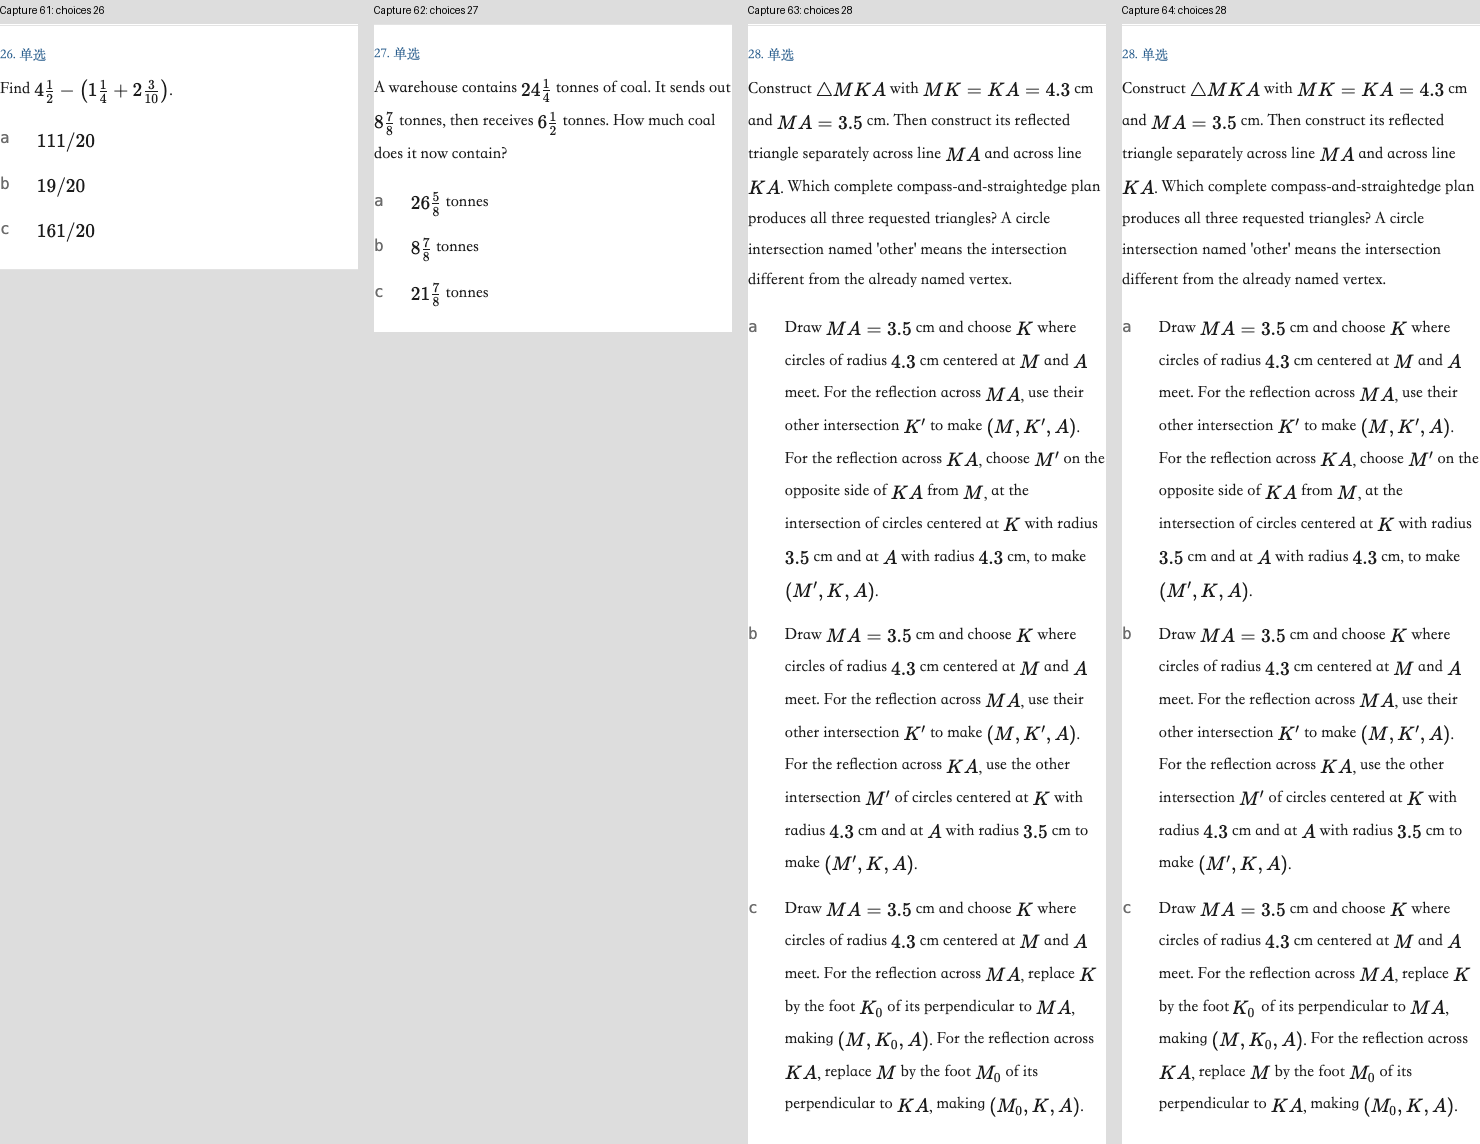 Capture 61: choices 26
26. 单选
Find 4 1/2 − (1 1/4 + 2 3/10).
a 111/20
b 19/20
c 161/20
Capture 62: choices 27
27. 单选
A warehouse contains 24 1/4 tonnes of coal. It sends out
8 7/8 tonnes, then receives 6 1/2 tonnes. How much coal
does it now contain?
a 26 5/8 tonnes
b 8 7/8 tonnes
c 21 7/8 tonnes
Capture 63: choices 28
28. 单选
Construct △MKA with MK = KA = 4.3 cm
and MA = 3.5 cm. Then construct its reflected
triangle separately across line MA and across line
KA. Which complete compass-and-straightedge plan
produces all three requested triangles? A circle
intersection named 'other' means the intersection
different from the already named vertex.
a Draw MA = 3.5 cm and choose K where
circles of radius 4.3 cm centered at M and A
meet. For the reflection across MA, use their
other intersection K′ to make (M, K′, A).
For the reflection across KA, choose M′ on the
opposite side of KA from M, at the
intersection of circles centered at K with radius
3.5 cm and at A with radius 4.3 cm, to make
(M′, K, A).
b Draw MA = 3.5 cm and choose K where
circles of radius 4.3 cm centered at M and A
meet. For the reflection across MA, use their
other intersection K′ to make (M, K′, A).
For the reflection across KA, use the other
intersection M′ of circles centered at K with
radius 4.3 cm and at A with radius 3.5 cm to
make (M′, K, A).
c Draw MA = 3.5 cm and choose K where
circles of radius 4.3 cm centered at M and A
meet. For the reflection across MA, replace K
by the foot K₀ of its perpendicular to MA,
making (M, K₀, A). For the reflection across
KA, replace M by the foot M₀ of its
perpendicular to KA, making (M₀, K, A).
Capture 64: choices 28
28. 单选
Construct △MKA with MK = KA = 4.3 cm
and MA = 3.5 cm. Then construct its reflected
triangle separately across line MA and across line
KA. Which complete compass-and-straightedge plan
produces all three requested triangles? A circle
intersection named 'other' means the intersection
different from the already named vertex.
a Draw MA = 3.5 cm and choose K where
circles of radius 4.3 cm centered at M and A
meet. For the reflection across MA, use their
other intersection K′ to make (M, K′, A).
For the reflection across KA, choose M′ on the
opposite side of KA from M, at the
intersection of circles centered at K with radius
3.5 cm and at A with radius 4.3 cm, to make
(M′, K, A).
b Draw MA = 3.5 cm and choose K where
circles of radius 4.3 cm centered at M and A
meet. For the reflection across MA, use their
other intersection K′ to make (M, K′, A).
For the reflection across KA, use the other
intersection M′ of circles centered at K with
radius 4.3 cm and at A with radius 3.5 cm to
make (M′, K, A).
c Draw MA = 3.5 cm and choose K where
circles of radius 4.3 cm centered at M and A
meet. For the reflection across MA, replace K
by the foot K₀ of its perpendicular to MA,
making (M, K₀, A). For the reflection across
KA, replace M by the foot M₀ of its
perpendicular to KA, making (M₀, K, A).